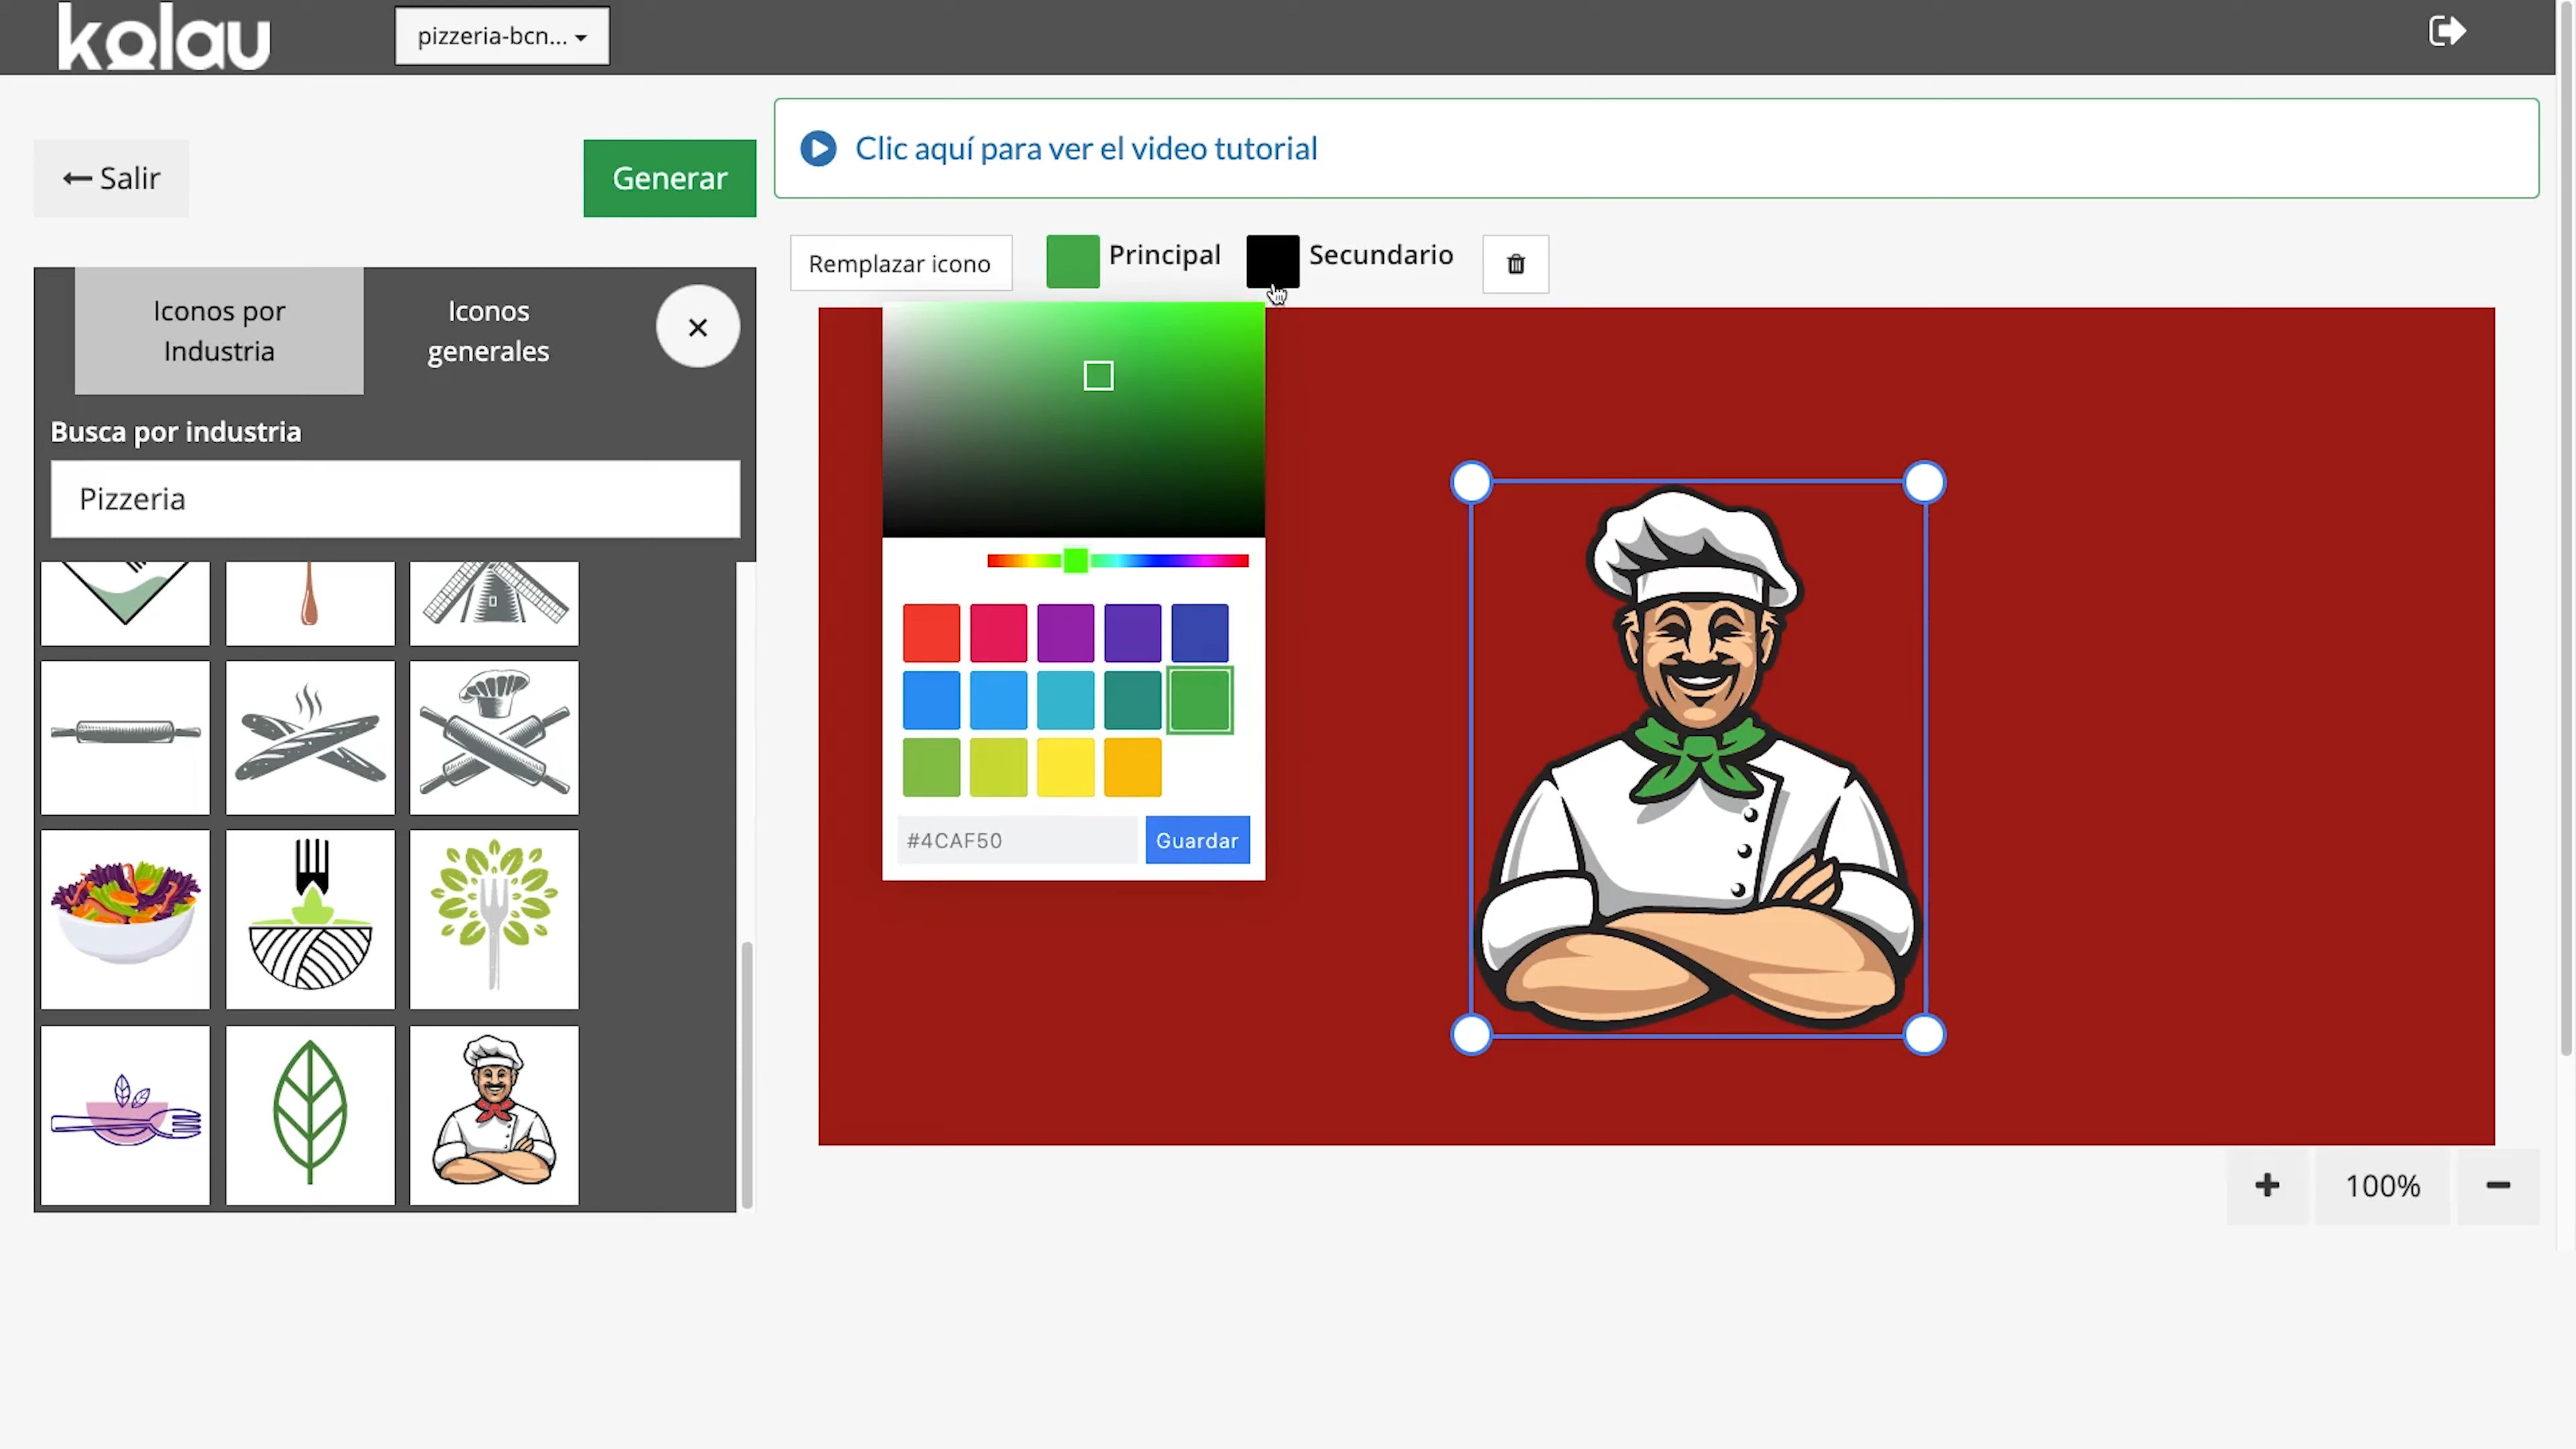 kolau
pizzeria-bcn...
Salir
Generar
Clic aquí para ver el video tutorial
Remplazar icono
Principal
Secundario
Iconos por
Industria
Iconos
generales
Busca por industria
Pizzeria
#4CAF50
Guardar
100%